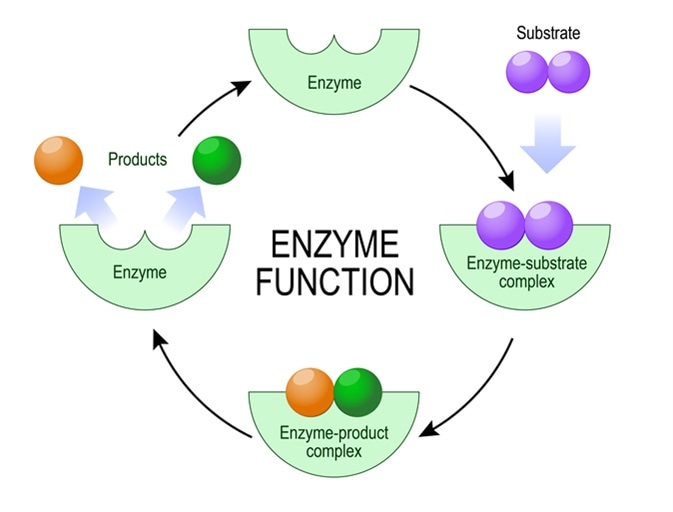 Substrate
Enzyme
Products
ENZYME
FUNCTION
Enzyme
Enzyme-substrate
complex
Enzyme-product
complex